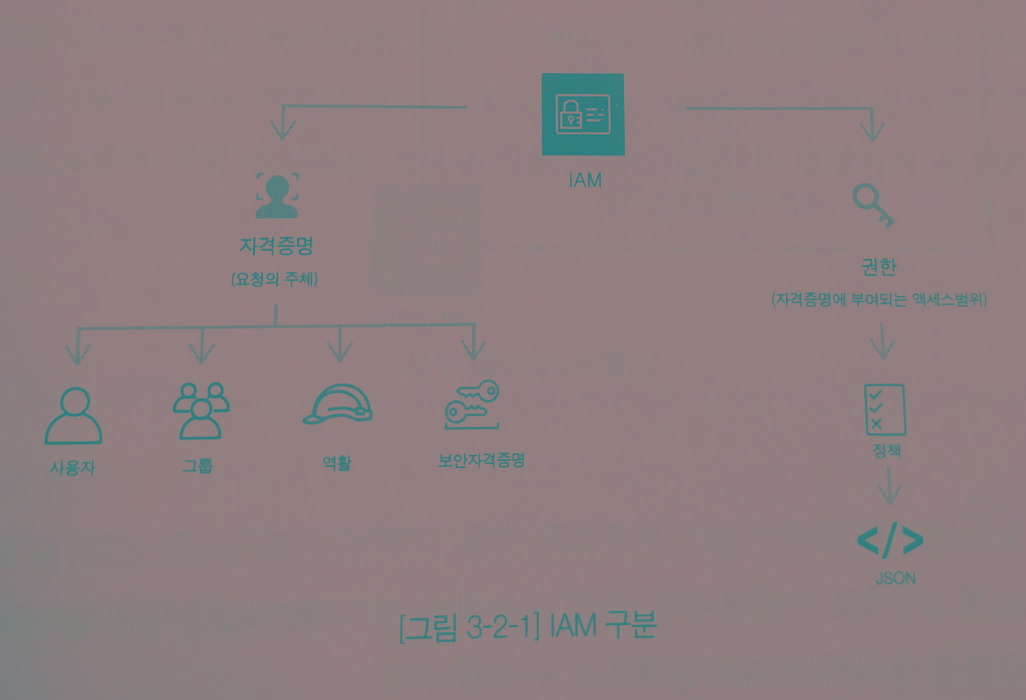 IAM
자격증명
(요청의 주체)
권한
(자격증명에 부여되는 액세스범위)
사용자
그룹
역활
보안자격증명
정책
JSON
[그림 3-2-1] IAM 구분